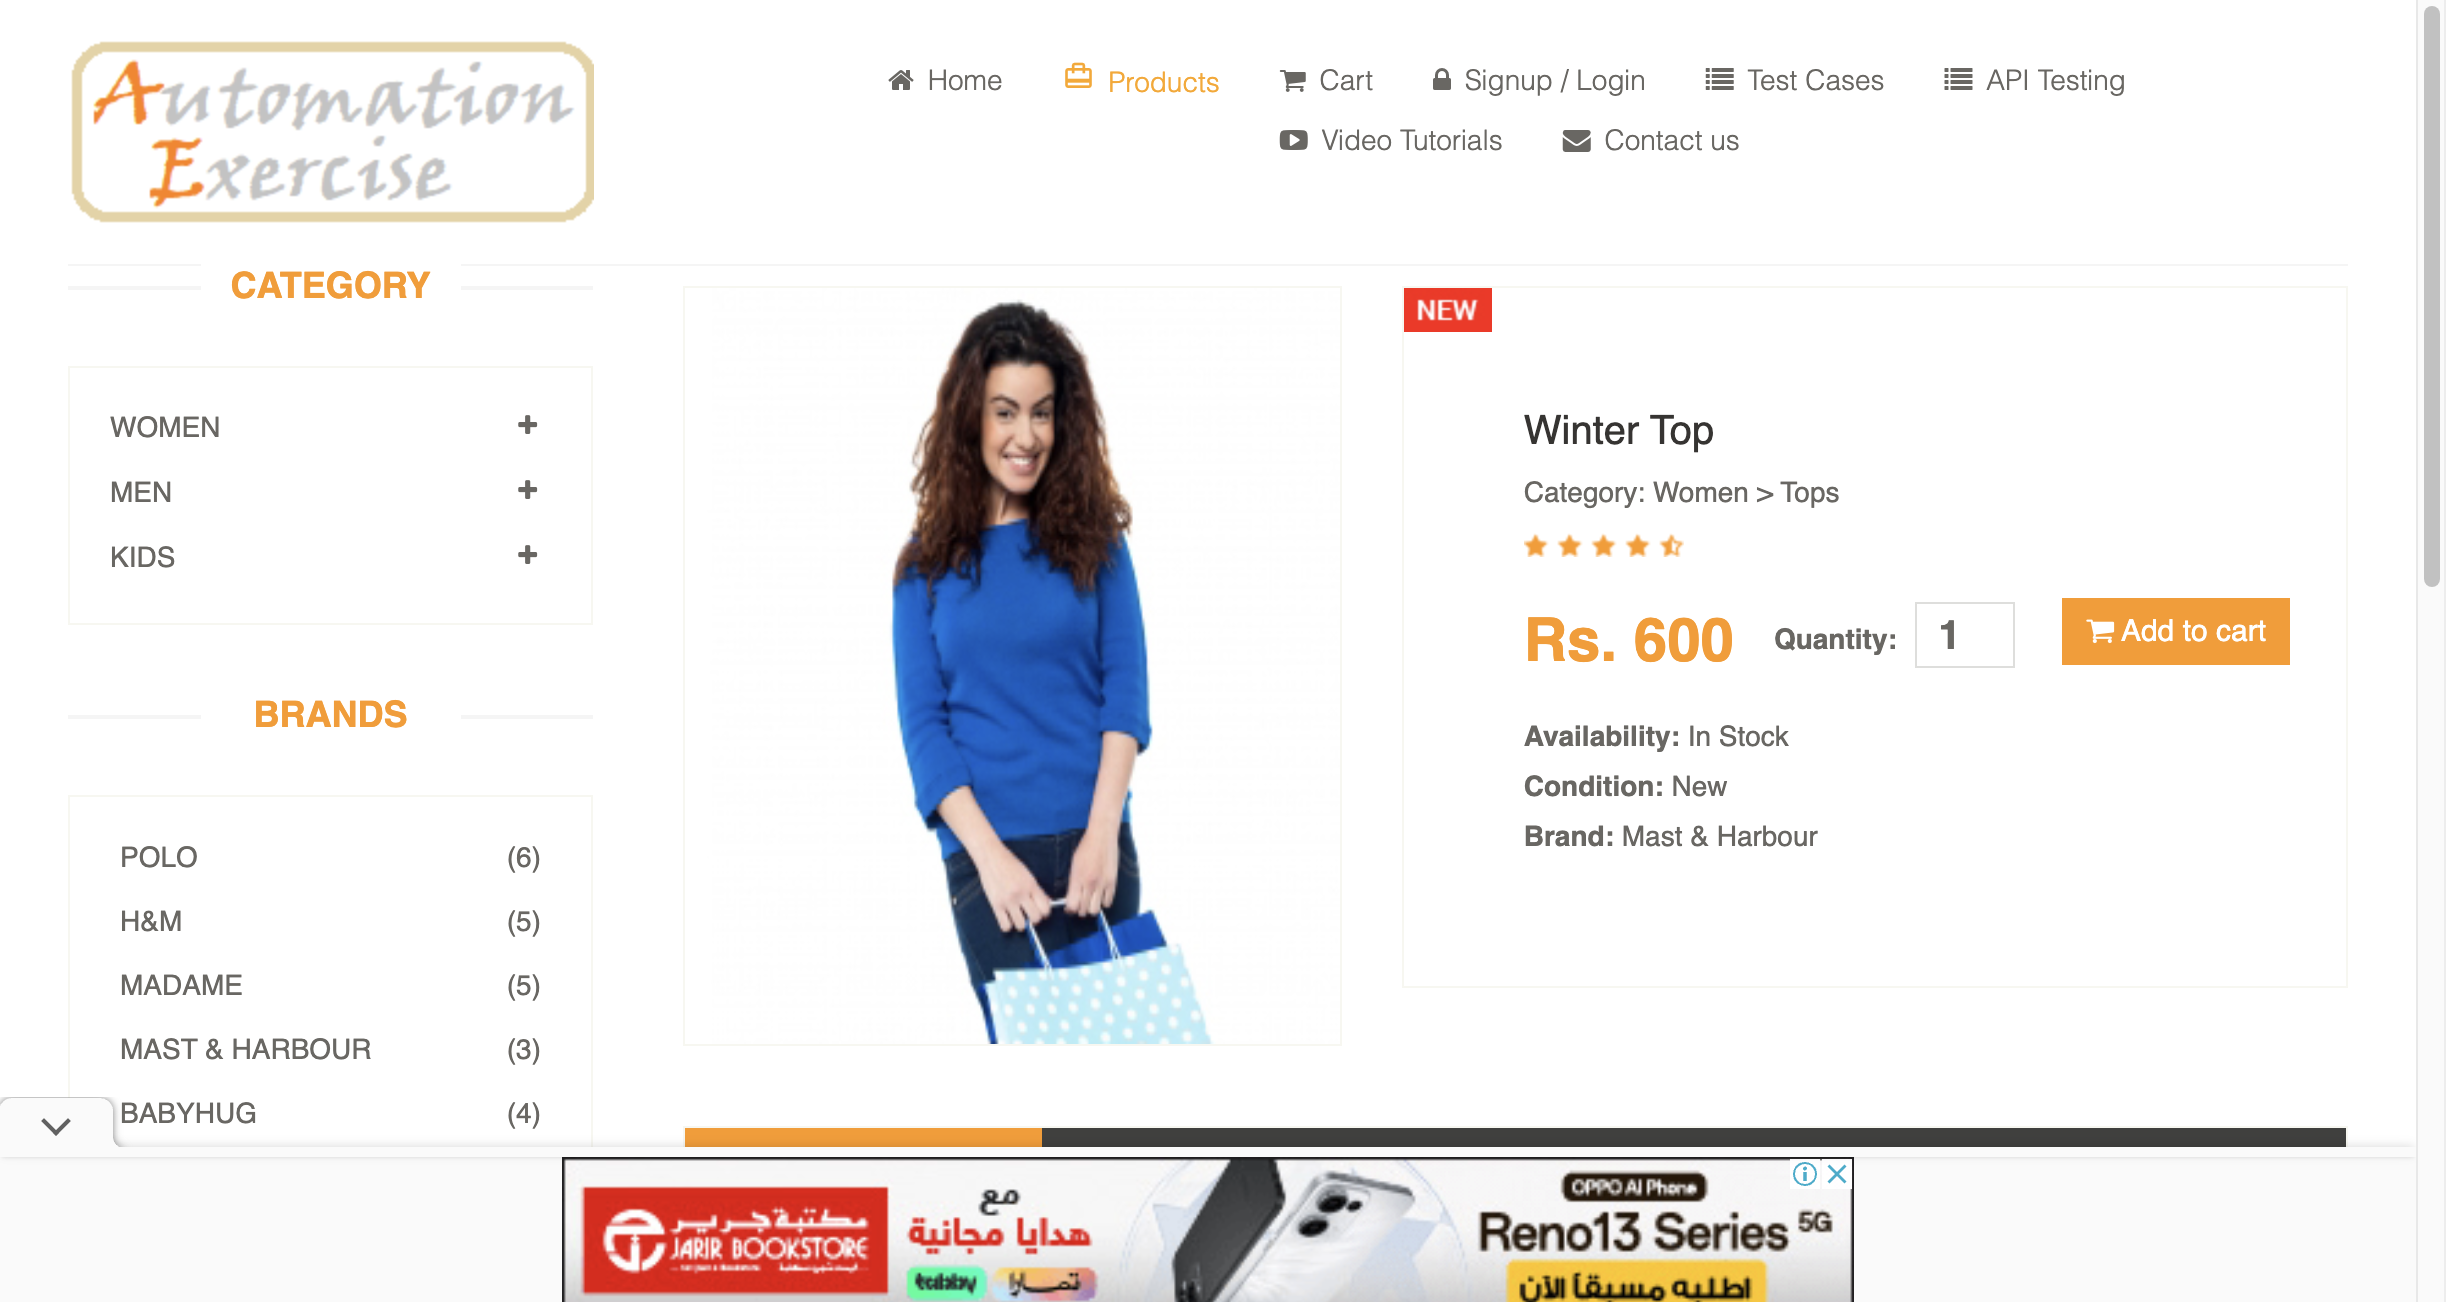 Automation
Exercise
Home
Products
Cart
Signup / Login
Test Cases
API Testing
Video Tutorials
Contact us
CATEGORY
WOMEN
MEN
KIDS
BRANDS
POLO (6)
H&M (5)
MADAME (5)
MAST & HARBOUR (3)
BABYHUG (4)
NEW
Winter Top
Category: Women > Tops
Rs. 600
Quantity: 1
Add to cart
Availability: In Stock
Condition: New
Brand: Mast & Harbour
مكتبة جرير
JARIR BOOKSTORE
مع
هدايا مجانية
تمارا
OPPO AI Phone
Reno13 Series 5G
اطلبه مسبقاً الآن